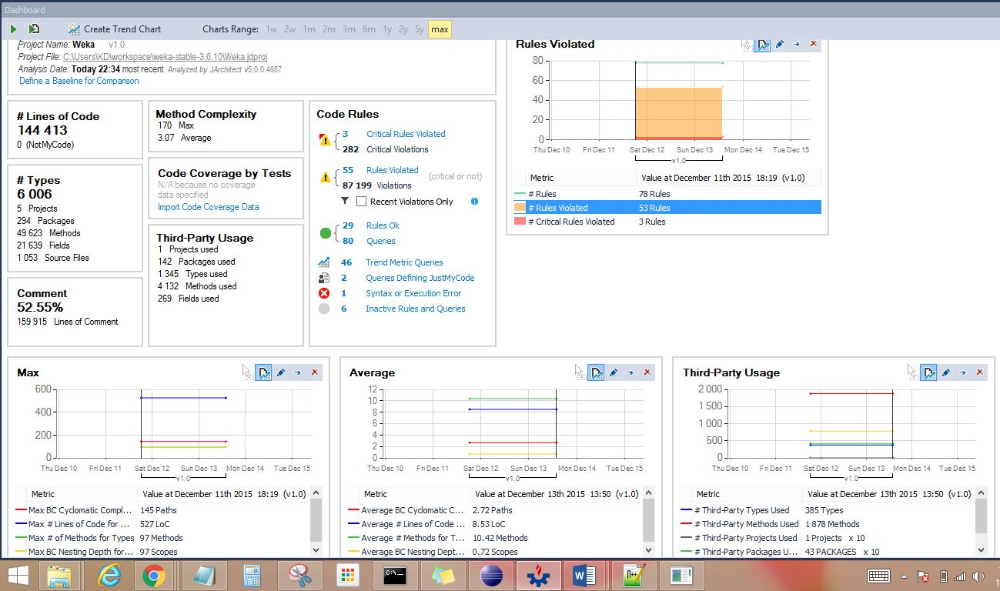 Dashboard
Create Trend Chart Charts Range: 1w 2w 1m 2m 3m 6m 1y 2y 5y max
Project Name: Weka v1.0
Project File: C:\Users\KD\workspace\weka-stable-3.6.10\Weka.jdproj
Analysis Date: Today 22:34 most recent Analyzed by JArchitect v5.0.0.4687
Define a Baseline for Comparison
# Lines of Code
144 413
0 (NotMyCode)
# Types
6 006
5 Projects
294 Packages
49 623 Methods
21 639 Fields
1 053 Source Files
Comment
52.55%
159 915 Lines of Comment
Method Complexity
170 Max
3.07 Average
Code Coverage by Tests
N/A because no coverage
data specified
Import Code Coverage Data
Third-Party Usage
1 Projects used
142 Packages used
1 345 Types used
4 132 Methods used
269 Fields used
Code Rules
3 Critical Rules Violated
282 Critical Violations
55 Rules Violated
(critical or not)
87 199 Violations
Recent Violations Only
29 Rules Ok
80 Queries
46 Trend Metric Queries
2 Queries Defining JustMyCode
1 Syntax or Execution Error
6 Inactive Rules and Queries
Rules Violated
80
60
40
20
0
Thu Dec 10 Fri Dec 11 Sat Dec 12 Sun Dec 13 Mon Dec 14 Tue Dec 15
v1.0
Metric Value at December 11th 2015 18:19 (v1.0)
# Rules 78 Rules
# Rules Violated 53 Rules
# Critical Rules Violated 3 Rules
Max
600
400
200
0
Thu Dec 10 Fri Dec 11 Sat Dec 12 Sun Dec 13 Mon Dec 14 Tue Dec 15
v1.0
Metric Value at December 11th 2015 18:19 (v1.0)
Max BC Cyclomatic Compl... 145 Paths
Max # Lines of Code for ... 527 LoC
Max # of Methods for Types 97 Methods
Max BC Nesting Depth for... 97 Scopes
Average
12
10
8
6
4
2
0
Thu Dec 10 Fri Dec 11 Sat Dec 12 Sun Dec 13 Mon Dec 14 Tue Dec 15
v1.0
Metric Value at December 13th 2015 13:50 (v1.0)
Average BC Cyclomatic C... 2.72 Paths
Average # Lines of Code ... 8.53 LoC
Average # Methods for T... 10.42 Methods
Average BC Nesting Dept... 0.72 Scopes
Third-Party Usage
2 000
1 500
1 000
500
0
Thu Dec 10 Fri Dec 11 Sat Dec 12 Sun Dec 13 Mon Dec 14 Tue Dec 15
v1.0
Metric Value at December 13th 2015 13:50 (v1.0)
# Third-Party Types Used 385 Types
# Third-Party Methods Used 1 878 Methods
# Third-Party Projects Used 1 Projects x 10
# Third-Party Packages U... 43 PACKAGES x 10